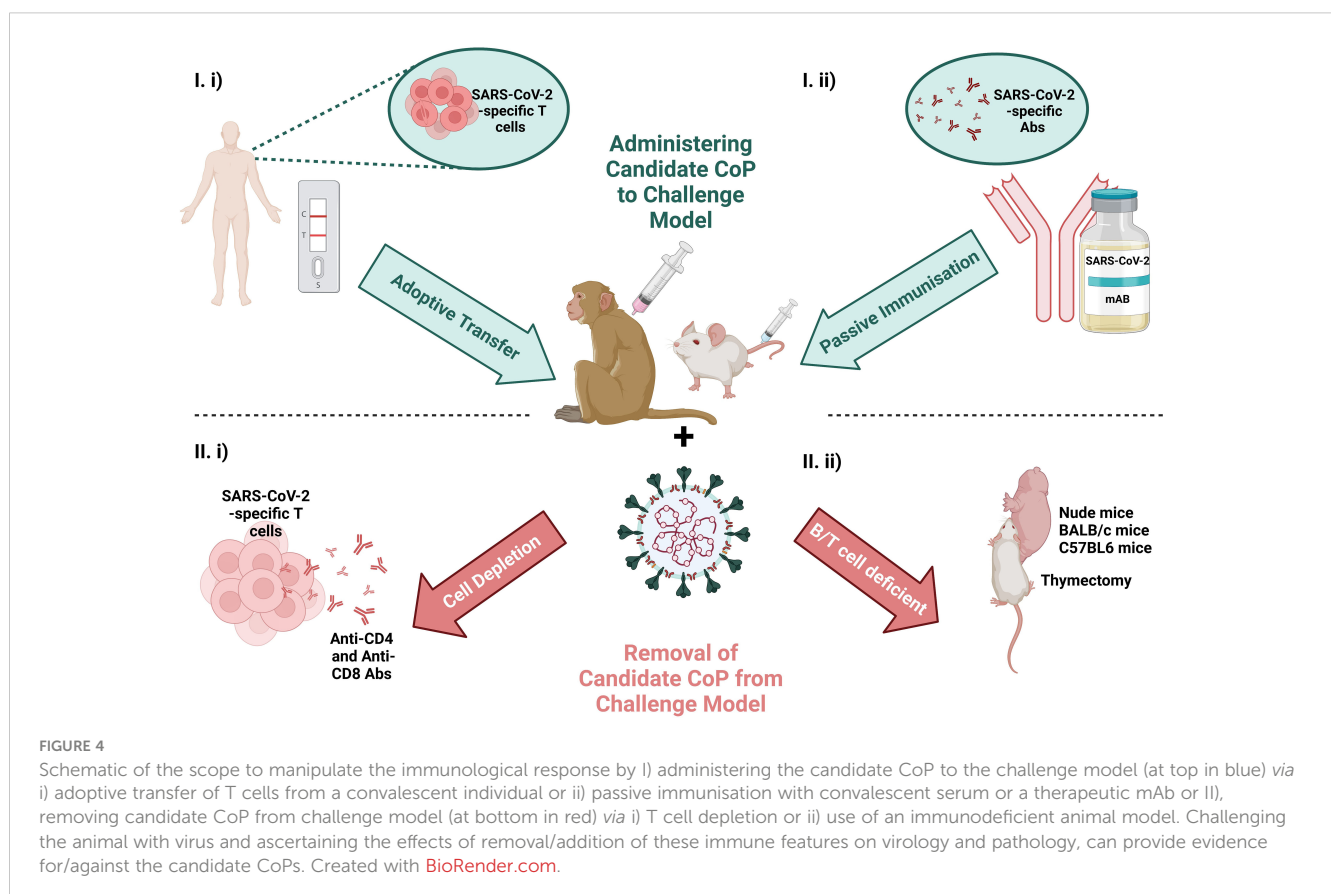 I. i)
SARS-CoV-2
-specific T
cells
C
T
S
Administering
Candidate CoP
to Challenge
Model
I. ii)
SARS-CoV-2
-specific
Abs
SARS-CoV-2
mAB
Adoptive Transfer
Passive Immunisation
+
II. i)
SARS-CoV-2
-specific T
cells
Anti-CD4
and Anti-
CD8 Abs
Cell Depletion
Removal of
Candidate CoP from
Challenge Model
B/T cell deficient
II. ii)
Nude mice
BALB/c mice
C57BL6 mice
Thymectomy
FIGURE 4
Schematic of the scope to manipulate the immunological response by I) administering the candidate CoP to the challenge model (at top in blue) via
i) adoptive transfer of T cells from a convalescent individual or ii) passive immunisation with convalescent serum or a therapeutic mAb or II),
removing candidate CoP from challenge model (at bottom in red) via i) T cell depletion or ii) use of an immunodeficient animal model. Challenging
the animal with virus and ascertaining the effects of removal/addition of these immune features on virology and pathology, can provide evidence
for/against the candidate CoPs. Created with BioRender.com.